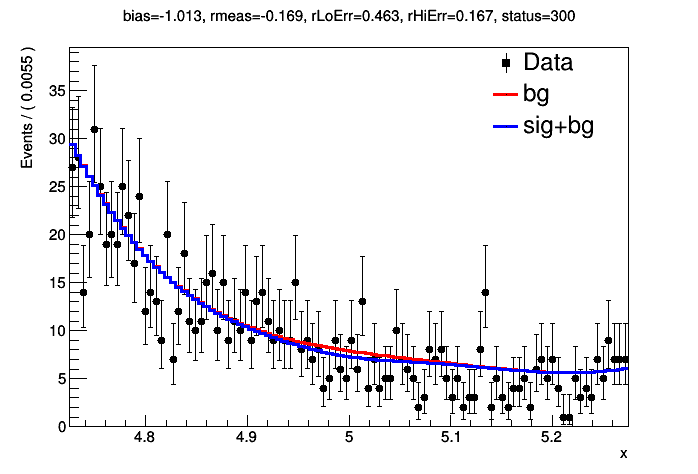 bias=-1.013, rmeas=-0.169, rLoErr=0.463, rHiErr=0.167, status=300
Events / ( 0.0055 )
Data
bg
sig+bg
35
30
25
20
15
10
5
0
4.8 4.9 5 5.1 5.2
x